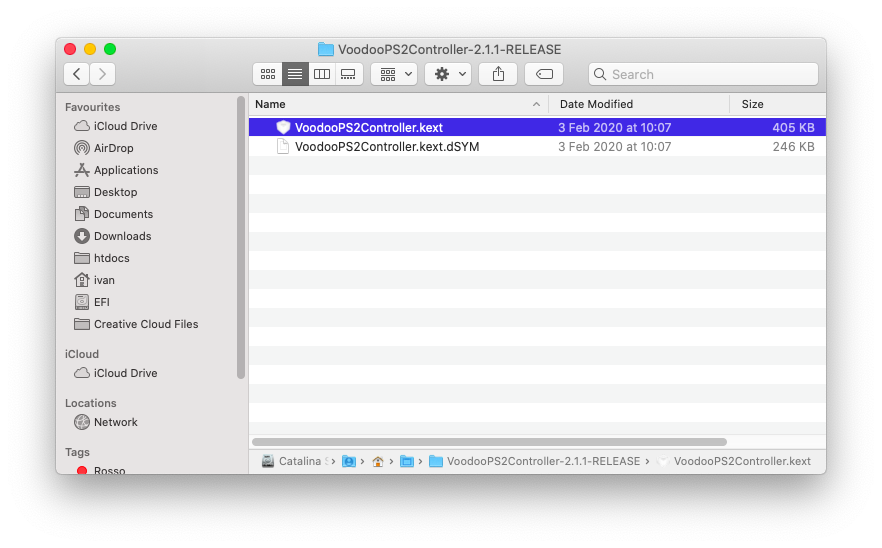 VoodooPS2Controller-2.1.1-RELEASE
Search
Favourites
iCloud Drive
AirDrop
Applications
Desktop
Documents
Downloads
htdocs
ivan
EFI
Creative Cloud Files
iCloud
iCloud Drive
Locations
Network
Tags
Rosso
Name Date Modified Size
VoodooPS2Controller.kext 3 Feb 2020 at 10:07 405 KB
VoodooPS2Controller.kext.dSYM 3 Feb 2020 at 10:07 246 KB
Catalina › › › › VoodooPS2Controller-2.1.1-RELEASE › VoodooPS2Controller.kext